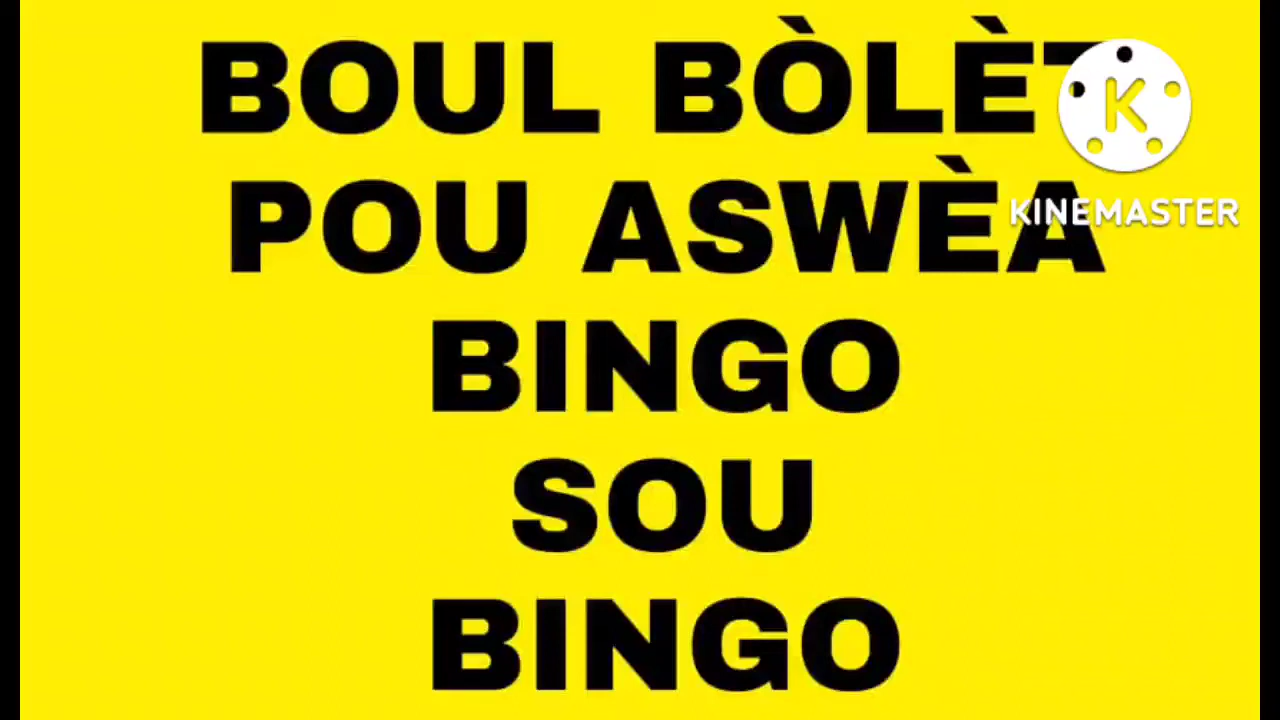 BOUL BÒLÈT
POU ASWÈA
BINGO
SOU
BINGO
K
KINEMASTER